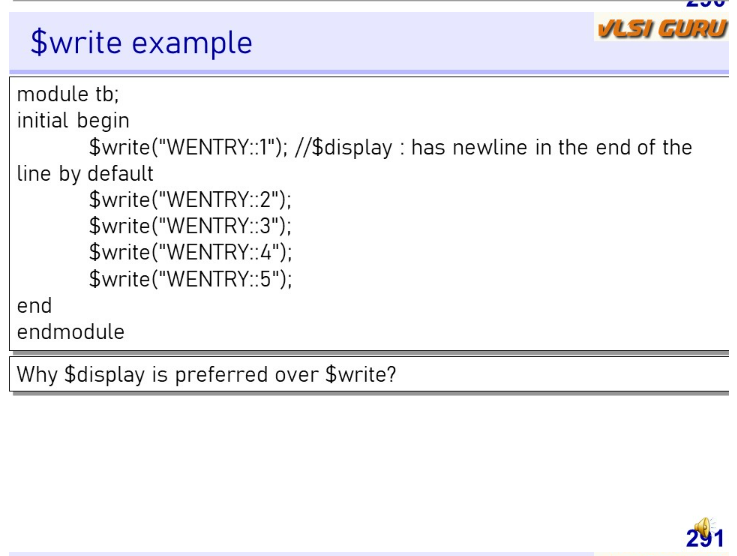 $write example
VLSI GURU
module tb;
initial begin
$write("WENTRY::1"); //$display : has newline in the end of the
line by default
$write("WENTRY::2");
$write("WENTRY::3");
$write("WENTRY::4");
$write("WENTRY::5");
end
endmodule
Why $display is preferred over $write?
291